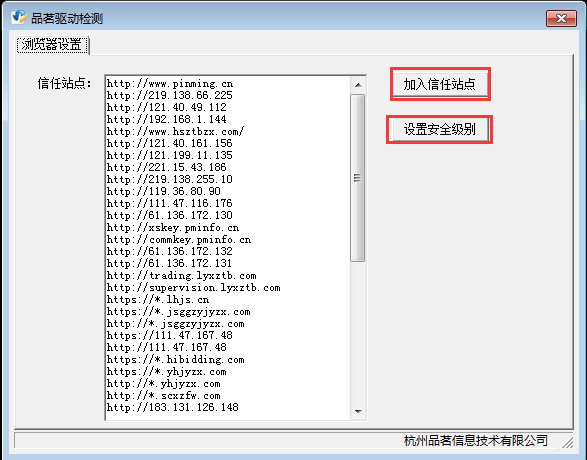 品茗驱动检测
浏览器设置
信任站点：
http://www.pinming.cn
http://219.138.66.225
http://121.40.49.112
http://192.168.1.144
http://www.hsztbzx.com/
http://121.40.161.156
http://121.199.11.135
http://221.15.43.186
http://219.138.255.10
http://119.36.80.90
http://111.47.116.176
http://61.136.172.130
http://xskey.pminfo.cn
http://commkey.pminfo.cn
http://61.136.172.132
http://61.136.172.131
http://trading.lyxztb.com
http://supervision.lyxztb.com
https://*.lhjs.cn
https://*.jsggzyjyzx.com
http://*.jsggzyjyzx.com
https://111.47.167.48
http://111.47.167.48
https://*.hibidding.com
https://*.yhjyzx.com
http://*.yhjyzx.com
http://*.scxzfw.com
http://183.131.126.148
加入信任站点
设置安全级别
杭州品茗信息技术有限公司